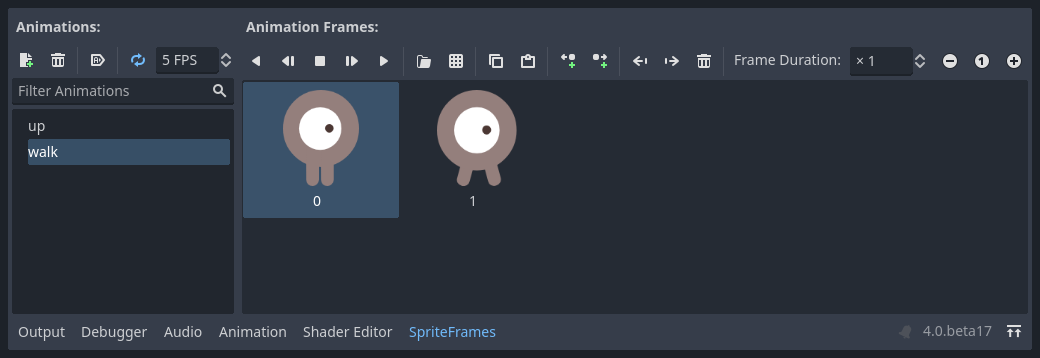 Animations:
Animation Frames:
5 FPS
Frame Duration:
× 1
1
Filter Animations
up
walk
0
1
Output
Debugger
Audio
Animation
Shader Editor
SpriteFrames
4.0.beta17